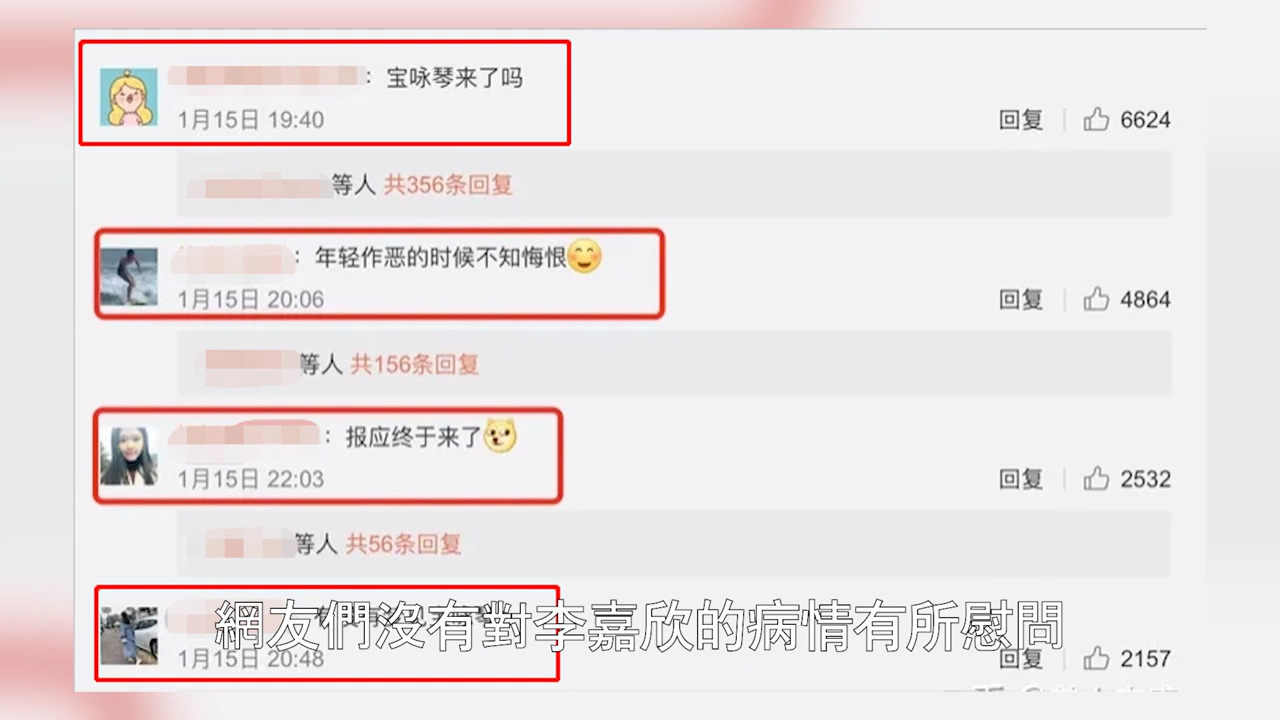 ：宝咏琴来了吗
1月15日 19:40
回复 6624
等人 共356条回复
：年轻作恶的时候不知悔恨
1月15日 20:06
回复 4864
等人 共156条回复
：报应终于来了
1月15日 22:03
回复 2532
等人 共56条回复
網友們沒有對李嘉欣的病情有所慰問
1月15日 20:48
回复 2157